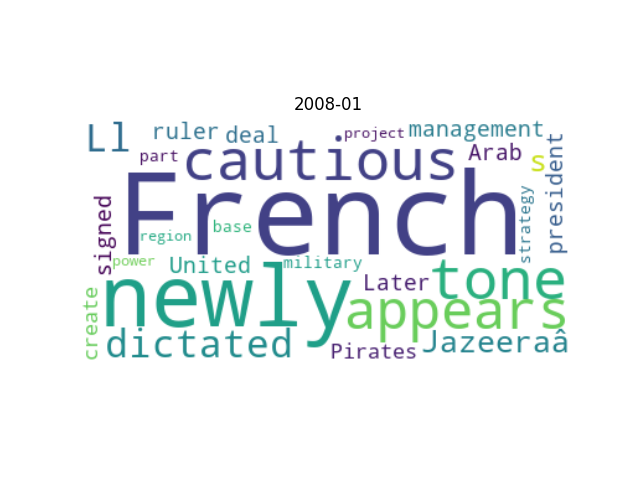 2008-01
Ll ruler deal project management
part cautious Arab s president
French
signed region base strategy
power United military
newly Later tone
create appears
dictated Pirates Jazeeraâ